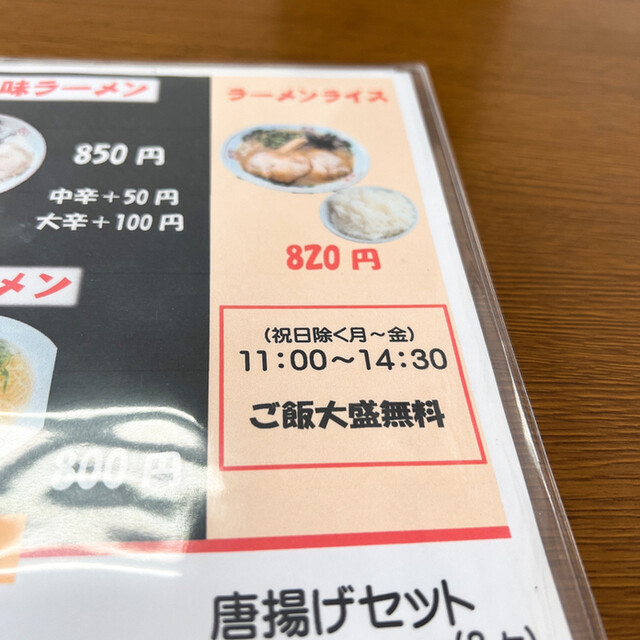 味ラーメン
850 円
中辛＋50 円
大辛＋100 円
メン
800 円
ラーメンライス
820 円
（祝日除く月～金）
11：00～14：30
ご飯大盛無料
唐揚げセット